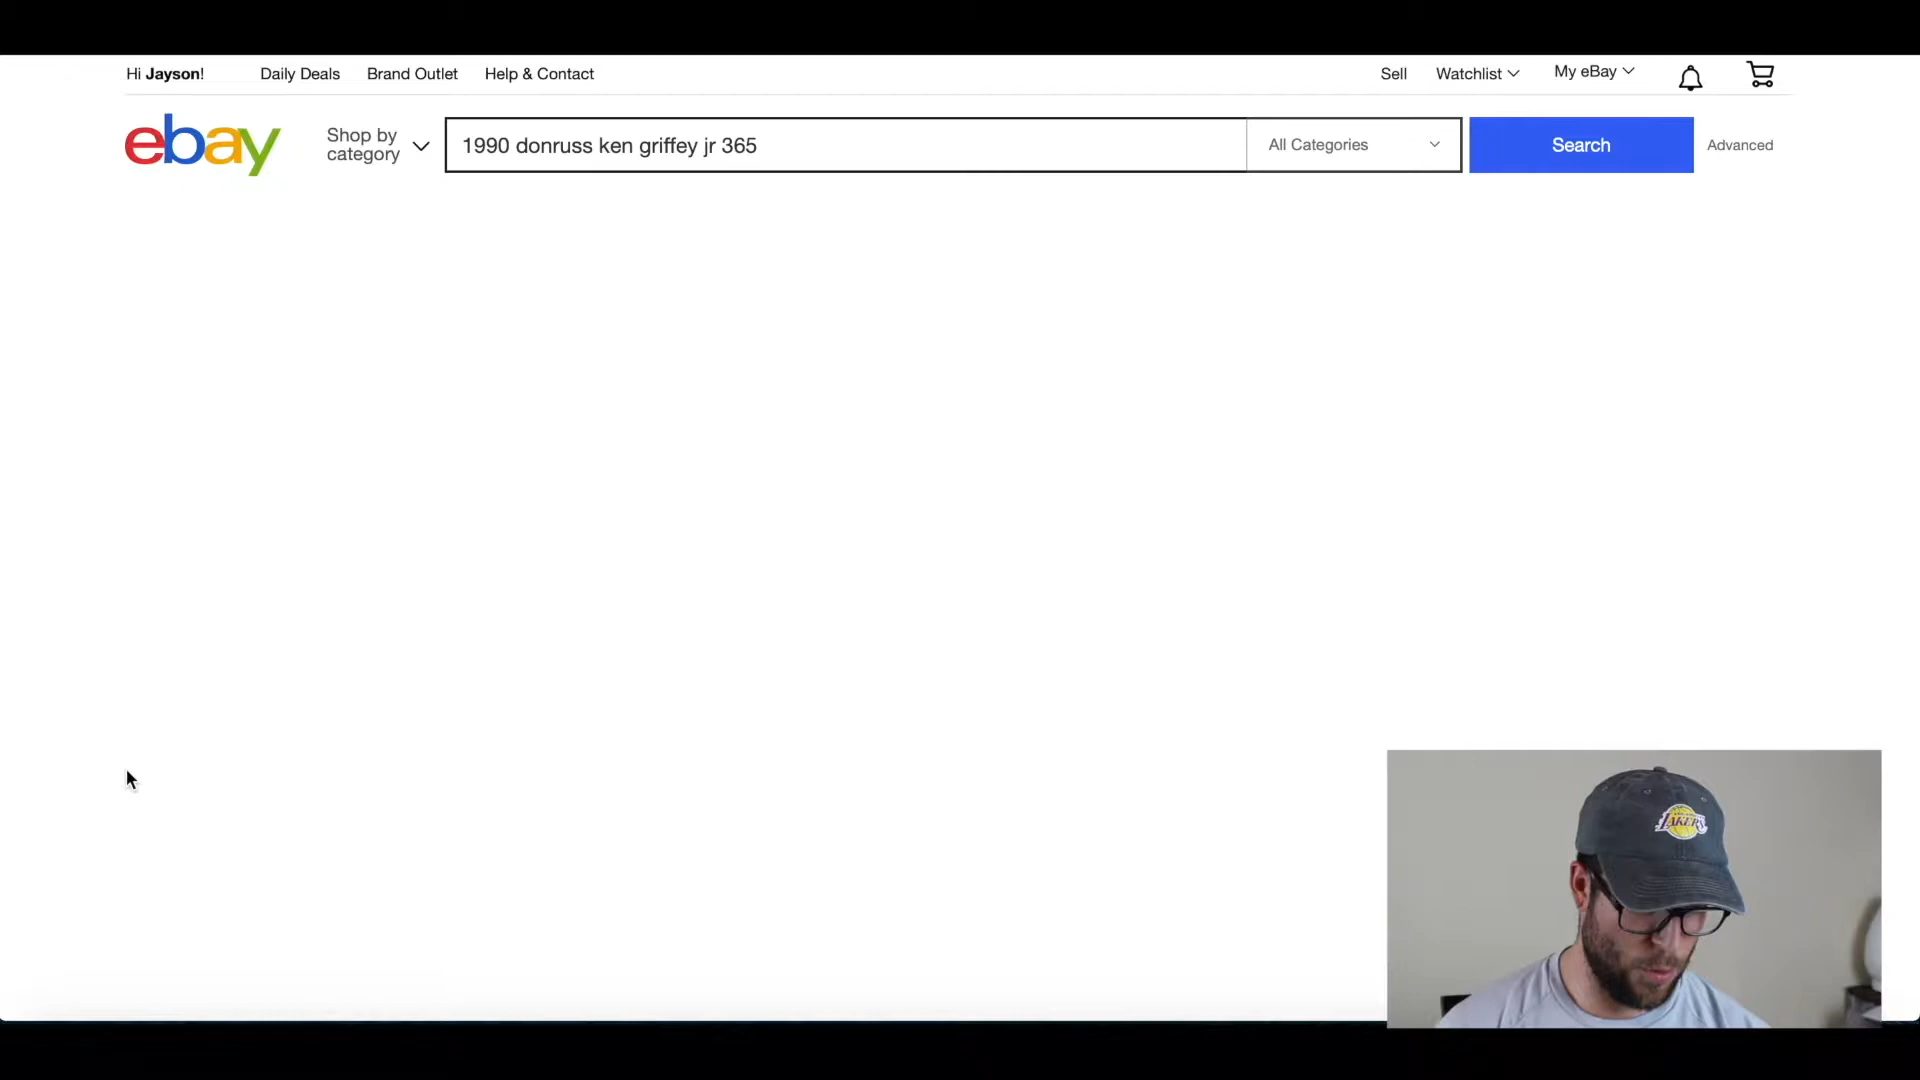 Hi Jayson! Daily Deals Brand Outlet Help & Contact Sell Watchlist My eBay
ebay Shop by category 1990 donruss ken griffey jr 365 All Categories Search Advanced
LAKERS